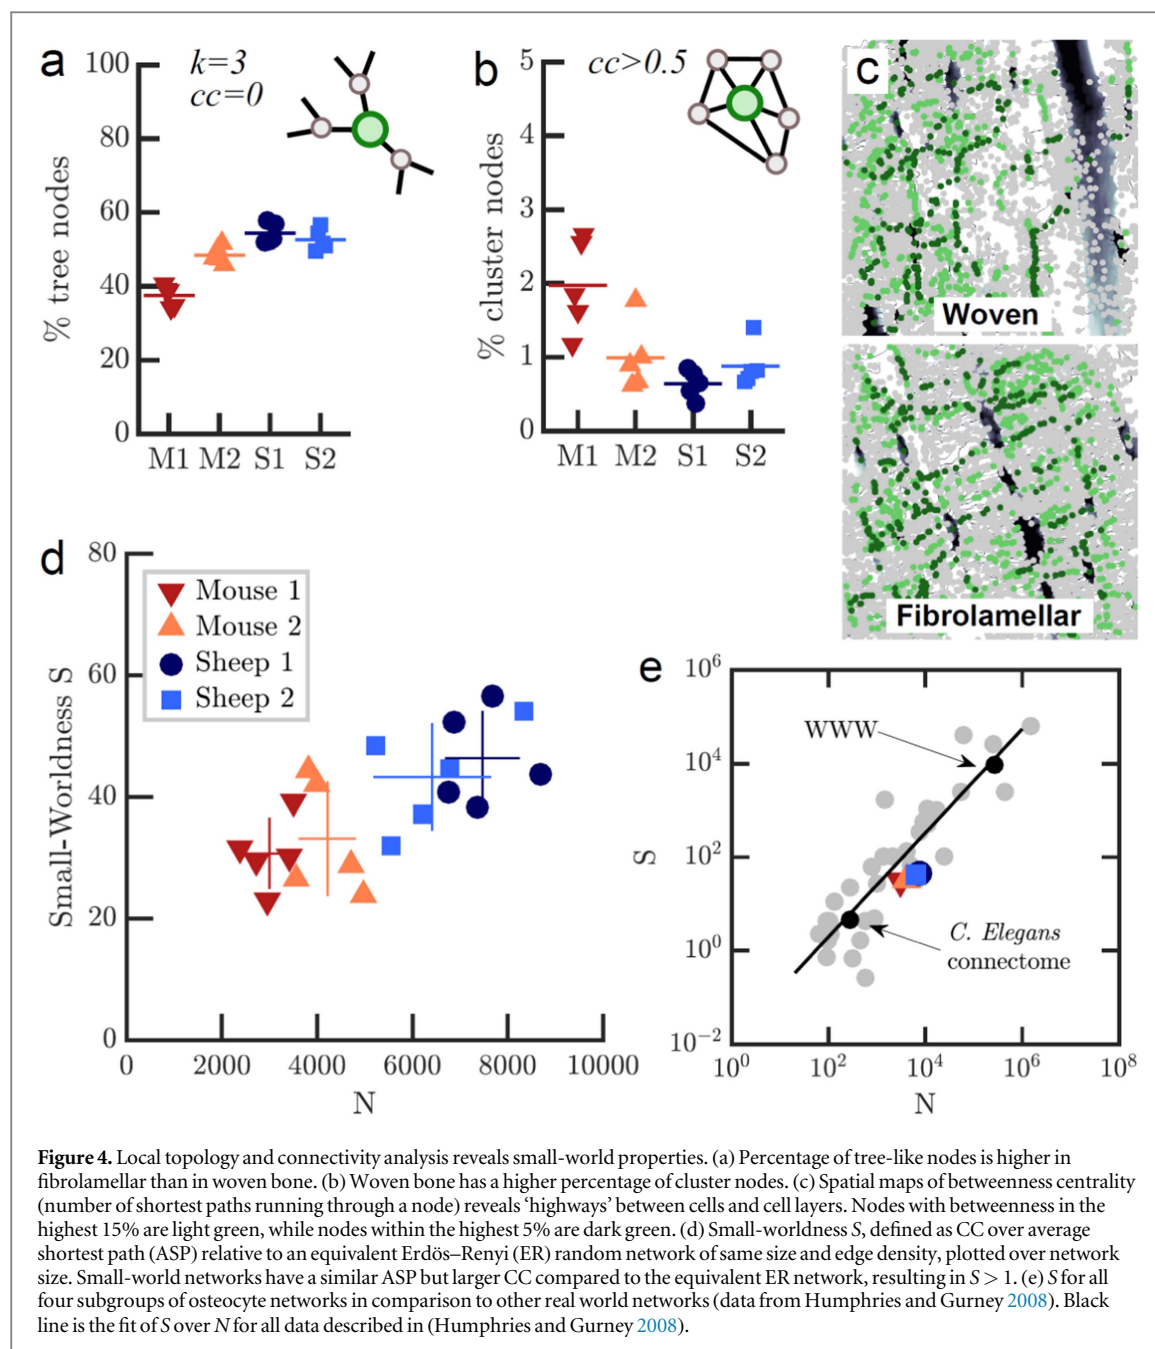 a
100
80
60
40
20
0
% tree nodes
k=3
cc=0
M1 M2 S1 S2
b
5
4
3
2
1
0
% cluster nodes
cc>0.5
M1 M2 S1 S2
c
Woven
Fibrolamellar
d
80
60
40
20
0
Small-Worldness S
Mouse 1
Mouse 2
Sheep 1
Sheep 2
0 2000 4000 6000 8000 10000
N
e
10^6
10^4
10^2
10^0
10^−2
S
WWW
C. Elegans
connectome
10^0 10^2 10^4 10^6 10^8
N
Figure 4. Local topology and connectivity analysis reveals small-world properties. (a) Percentage of tree-like nodes is higher in
fibrolamellar than in woven bone. (b) Woven bone has a higher percentage of cluster nodes. (c) Spatial maps of betweenness centrality
(number of shortest paths running through a node) reveals ‘highways’ between cells and cell layers. Nodes with betweenness in the
highest 15% are light green, while nodes within the highest 5% are dark green. (d) Small-worldness S, defined as CC over average
shortest path (ASP) relative to an equivalent Erdös–Renyi (ER) random network of same size and edge density, plotted over network
size. Small-world networks have a similar ASP but larger CC compared to the equivalent ER network, resulting in S > 1. (e) S for all
four subgroups of osteocyte networks in comparison to other real world networks (data from Humphries and Gurney 2008). Black
line is the fit of S over N for all data described in (Humphries and Gurney 2008).